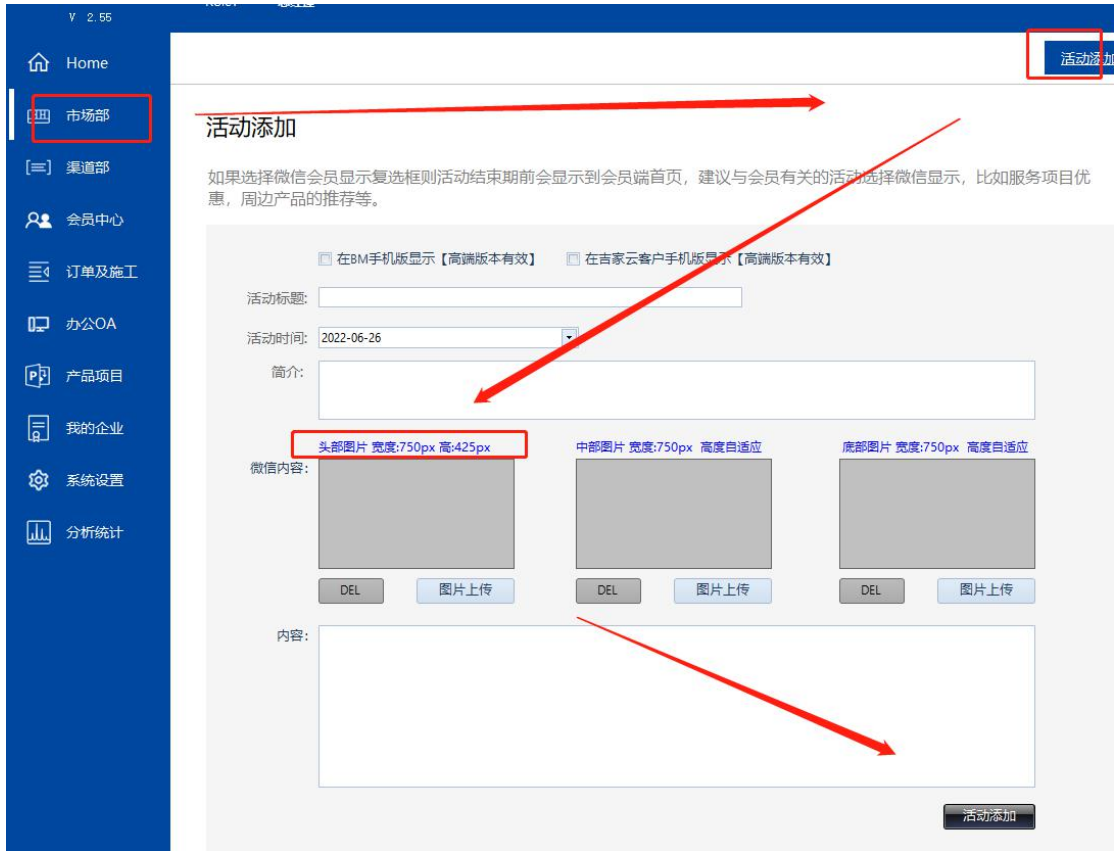 V 2.55
Home
市场部
渠道部
会员中心
订单及施工
办公OA
产品项目
我的企业
系统设置
分析统计
活动添加
活动添加
如果选择微信会员显示复选框则活动结束期前会显示到会员端首页，建议与会员有关的活动选择微信显示，比如服务项目优
惠，周边产品的推荐等。
在BM手机版显示【高端版本有效】 在吉家云客户手机版显示【高端版本有效】
活动标题:
活动时间: 2022-06-26
简介:
头部图片 宽度:750px 高:425px 中部图片 宽度:750px 高度自适应 底部图片 宽度:750px 高度自适应
微信内容:
DEL 图片上传 DEL 图片上传 DEL 图片上传
内容:
活动添加